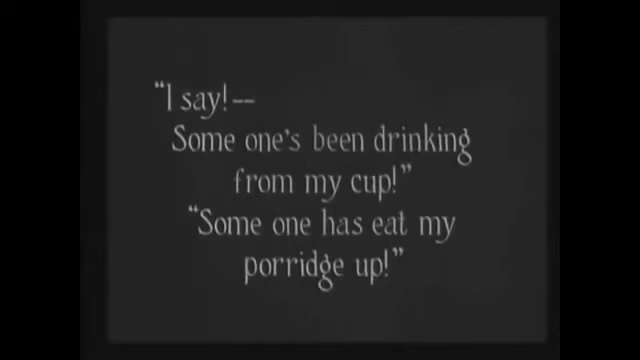 “I say!--
Some one's been drinking
from my cup!”
“Some one has eat my
porridge up!”